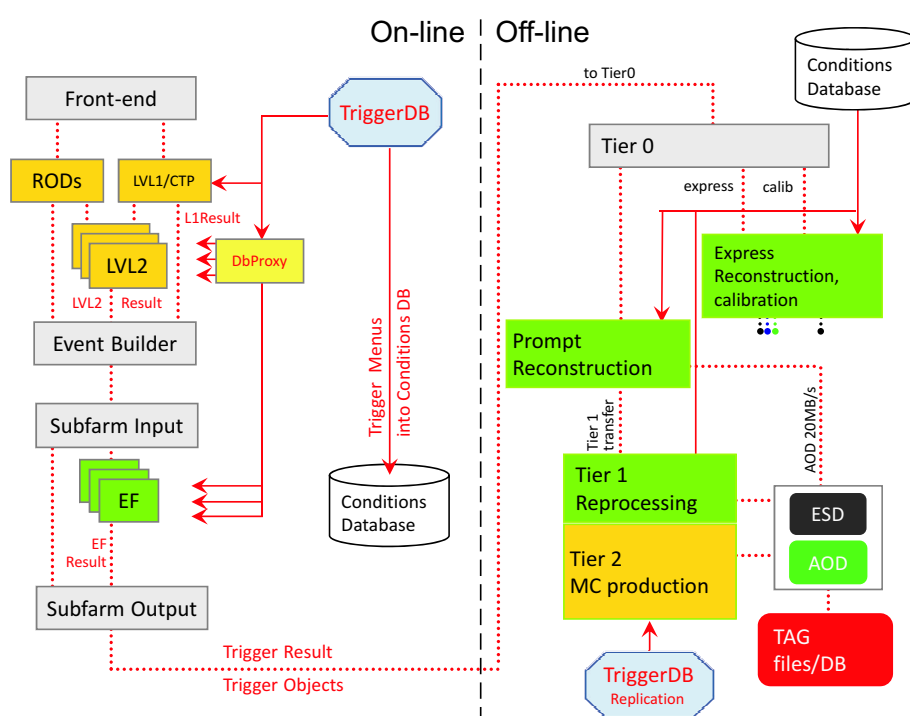 On-line
Off-line
to Tier0
Conditions
Database
Front-end
TriggerDB
Tier 0
RODs
LVL1/CTP
express
calib
L1Result
LVL2
DbProxy
LVL2
Result
Express
Reconstruction,
calibration
Event Builder
Trigger Menus
into Conditions DB
Prompt
Reconstruction
Subfarm Input
Tier 1
transfer
AOD 20MB/s
EF
Conditions
Database
Tier 1
Reprocessing
ESD
EF
Result
Tier 2
MC production
AOD
Subfarm Output
Trigger Result
Trigger Objects
TAG
files/DB
TriggerDB
Replication